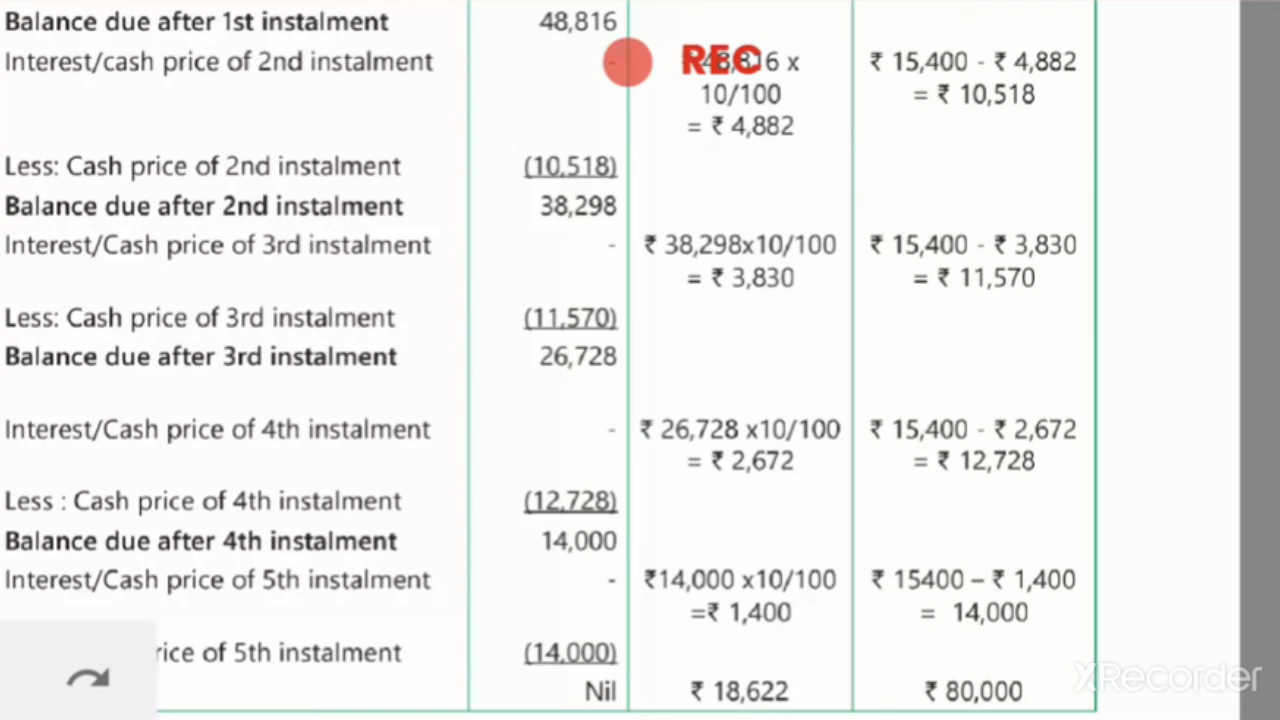 Balance due after 1st instalment 48,816
Interest/cash price of 2nd instalment - REC 48,816 x ₹ 15,400 - ₹ 4,882
10/100 = ₹ 10,518
= ₹ 4,882
Less: Cash price of 2nd instalment (10,518)
Balance due after 2nd instalment 38,298
Interest/Cash price of 3rd instalment - ₹ 38,298x10/100 ₹ 15,400 - ₹ 3,830
= ₹ 3,830 = ₹ 11,570
Less: Cash price of 3rd instalment (11,570)
Balance due after 3rd instalment 26,728
Interest/Cash price of 4th instalment - ₹ 26,728 x10/100 ₹ 15,400 - ₹ 2,672
= ₹ 2,672 = ₹ 12,728
Less : Cash price of 4th instalment (12,728)
Balance due after 4th instalment 14,000
Interest/Cash price of 5th instalment - ₹14,000 x10/100 ₹ 15400 – ₹ 1,400
=₹ 1,400 = 14,000
rice of 5th instalment (14,000)
Nil ₹ 18,622 ₹ 80,000
XRecorder